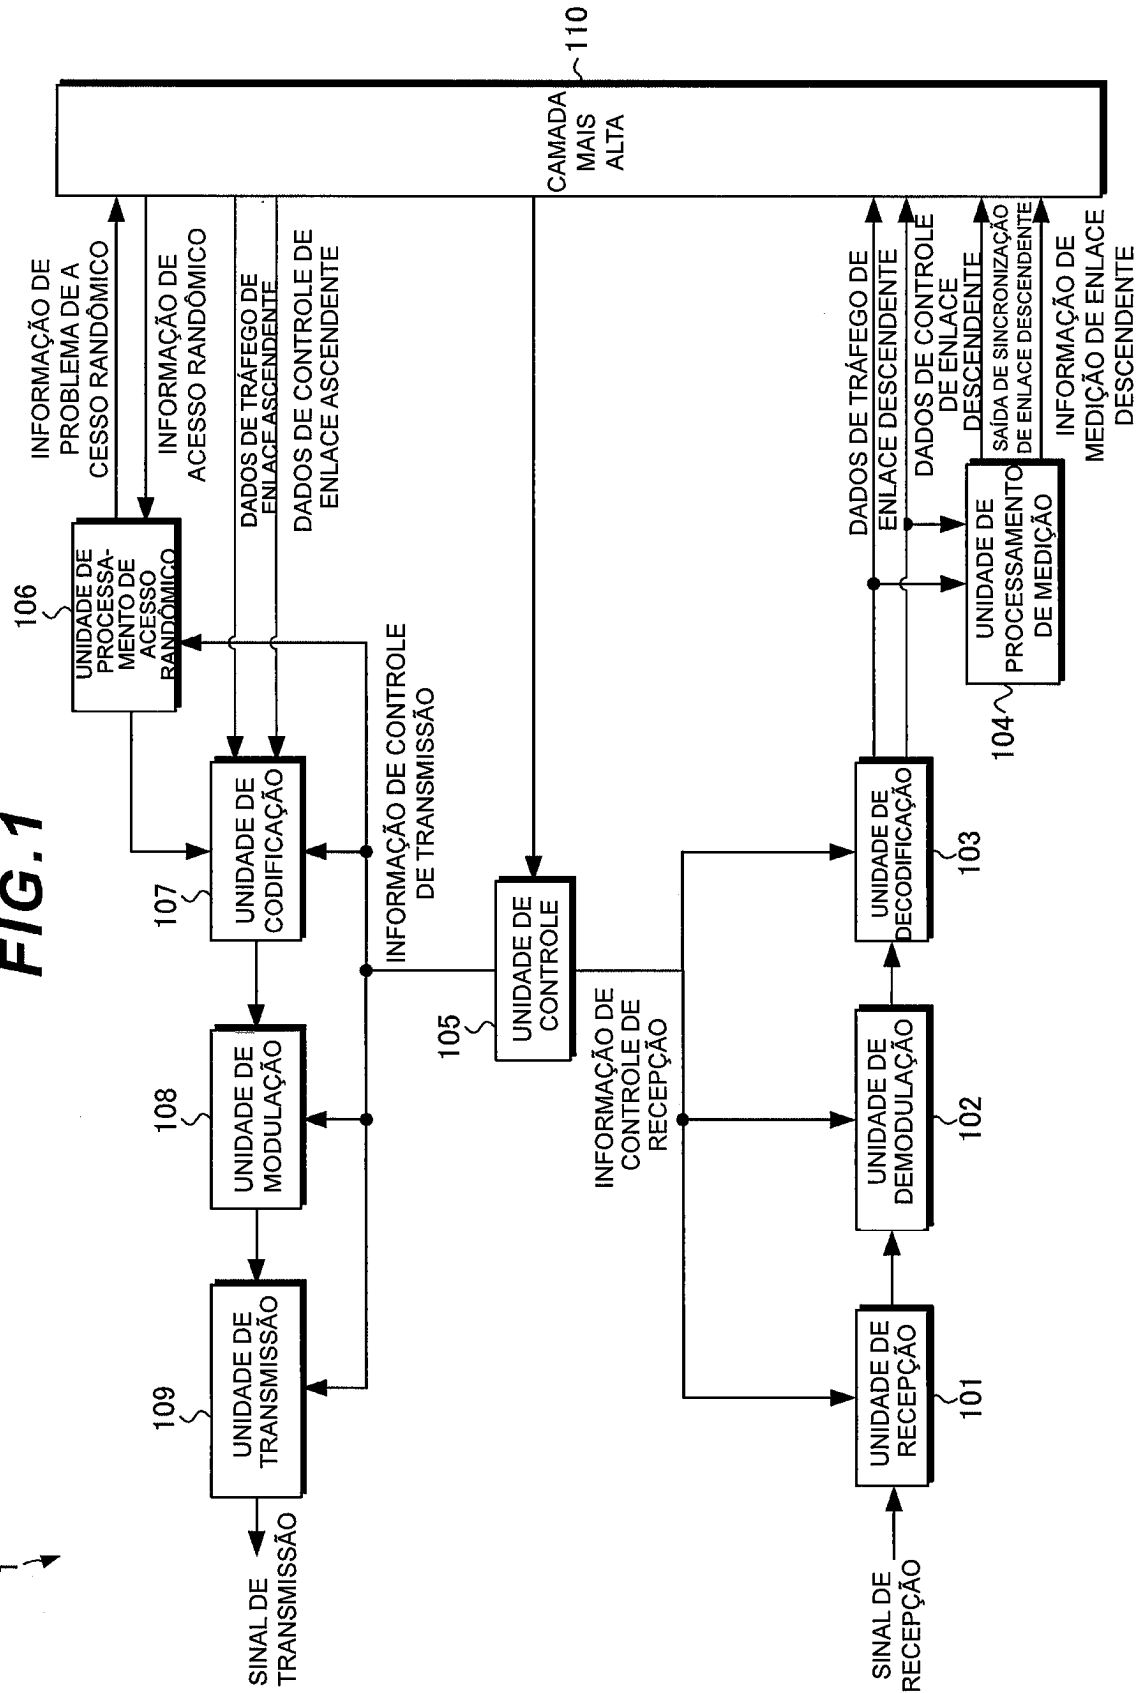 FIG.1
1
SINAL DE
TRANSMISSÃO
109
UNIDADE DE
TRANSMISSÃO
108
UNIDADE DE
MODULAÇÃO
107
UNIDADE DE
CODIFICAÇÃO
106
UNIDADE DE
PROCESSA-
MENTO DE
ACESSO
RANDÔMICO
INFORMAÇÃO DE
PROBLEMA DE A
CESSO RANDÔMICO
INFORMAÇÃO DE
ACESSO RANDÔMICO
DADOS DE TRÁFEGO DE
ENLACE ASCENDENTE
DADOS DE CONTROLE DE
ENLACE ASCENDENTE
INFORMAÇÃO DE CONTROLE
DE TRANSMISSÃO
105
UNIDADE DE
CONTROLE
110
CAMADA
MAIS
ALTA
INFORMAÇÃO DE
CONTROLE DE
RECEPÇÃO
SINAL DE
RECEPÇÃO
UNIDADE DE
RECEPÇÃO
101
UNIDADE DE
DEMODULAÇÃO
102
UNIDADE DE
DECODIFICAÇÃO
103
DADOS DE TRÁFEGO DE
ENLACE DESCENDENTE
DADOS DE CONTROLE
DE ENLACE
DESCENDENTE
SAÍDA DE SINCRONIZAÇÃO
DE ENLACE DESCENDENTE
INFORMAÇÃO DE
MEDIÇÃO DE ENLACE
DESCENDENTE
UNIDADE DE
PROCESSAMENTO
DE MEDIÇÃO
104